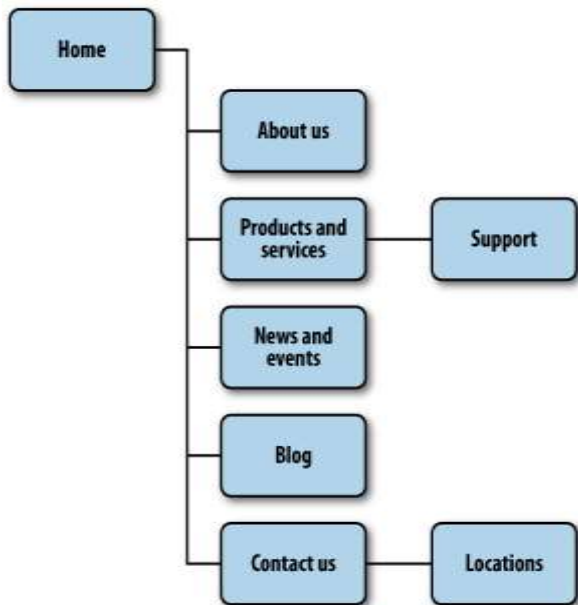 Home
About us
Products and
services
Support
News and
events
Blog
Contact us
Locations